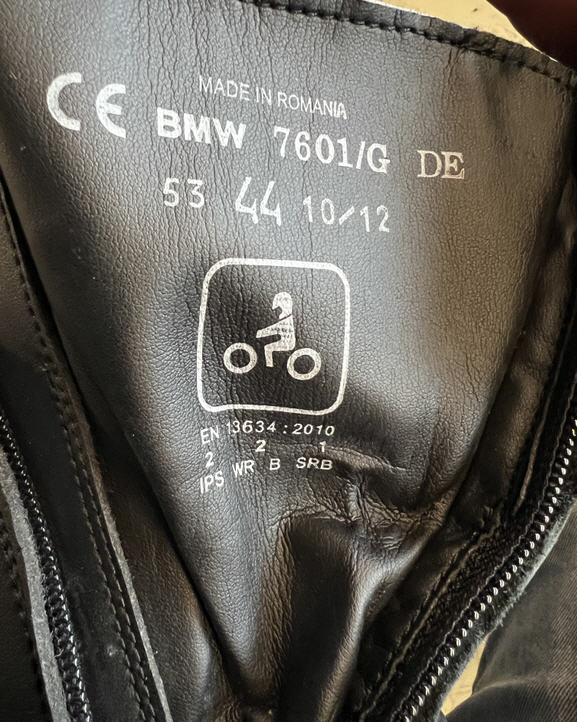 MADE IN ROMANIA
CE BMW 7601/G DE
53 44 10/12
EN 13634:2010
2 2 1
IPS WR B SRB